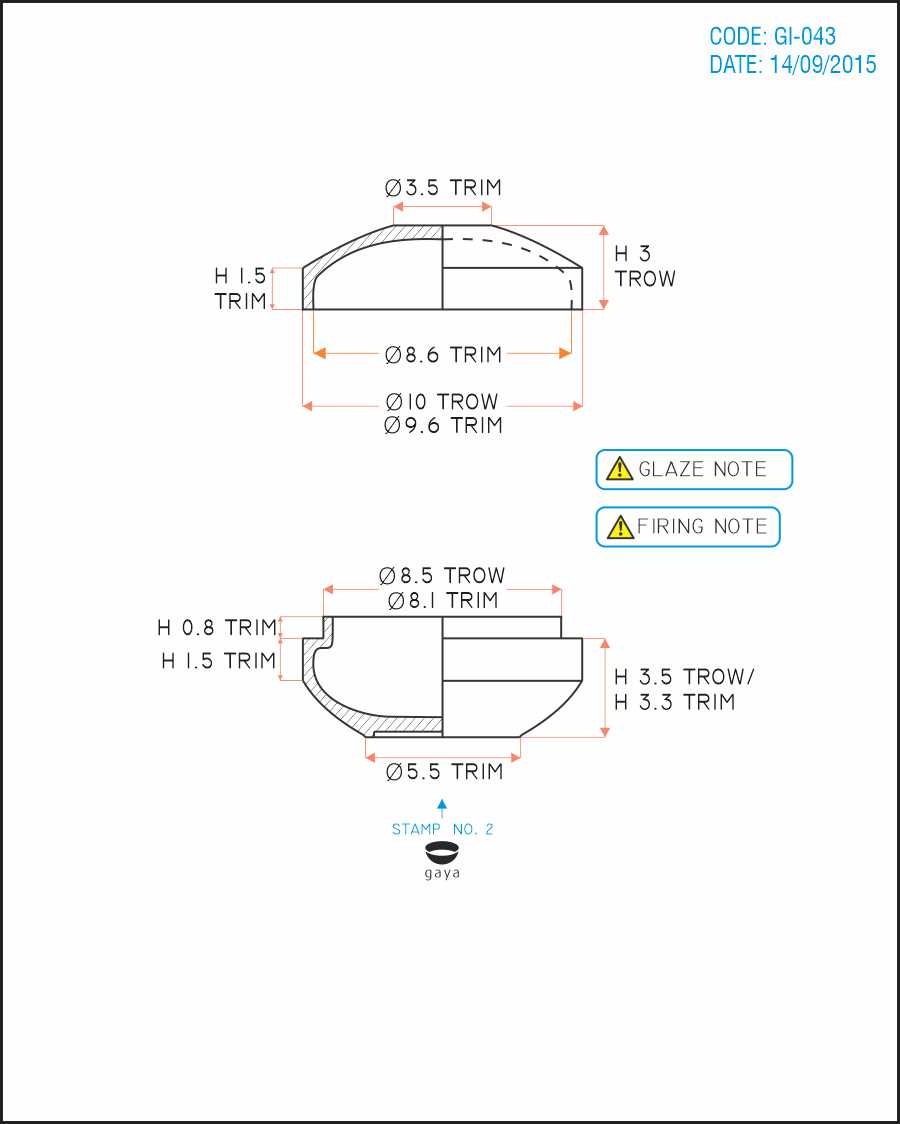 CODE: GI-043
DATE: 14/09/2015
Ø3.5 TRIM
H 3
TROW
H 1.5
TRIM
Ø8.6 TRIM
Ø10 TROW
Ø9.6 TRIM
GLAZE NOTE
FIRING NOTE
Ø8.5 TROW
Ø8.1 TRIM
H 0.8 TRIM
H 1.5 TRIM
H 3.5 TROW/
H 3.3 TRIM
Ø5.5 TRIM
STAMP NO. 2
gaya